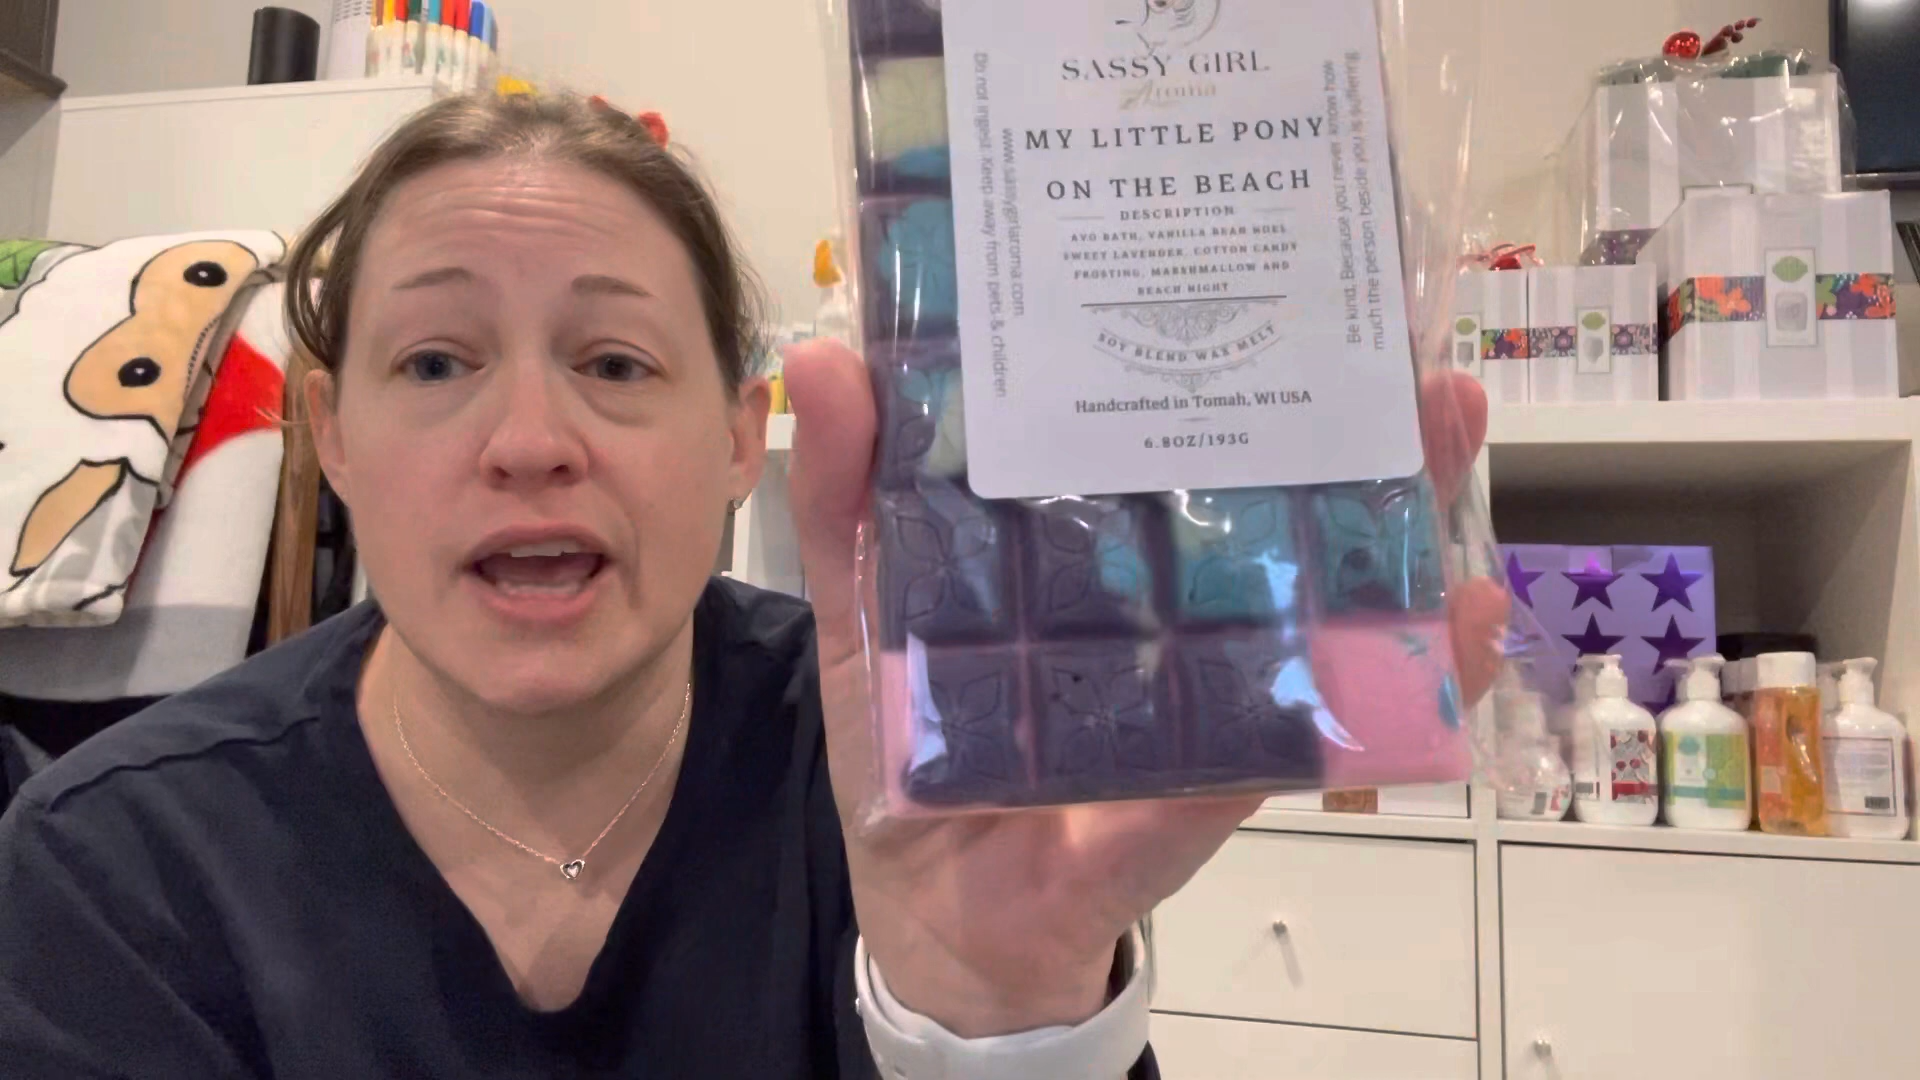 SASSY GIRL
Aroma
MY LITTLE PONY
ON THE BEACH
DESCRIPTION
AVO BATH, VANILLA BEAN NOEL
SWEET LAVENDER, COTTON CANDY
FROSTING, MARSHMALLOW AND
BEACH NIGHT
SOY BLEND WAX MELT
Handcrafted in Tomah, WI USA
6.8OZ/193G
Do not ingest. Keep away from pets & children.
www.sassygirlaroma.com
Be kind, Because you never know how
much the person beside you is suffering